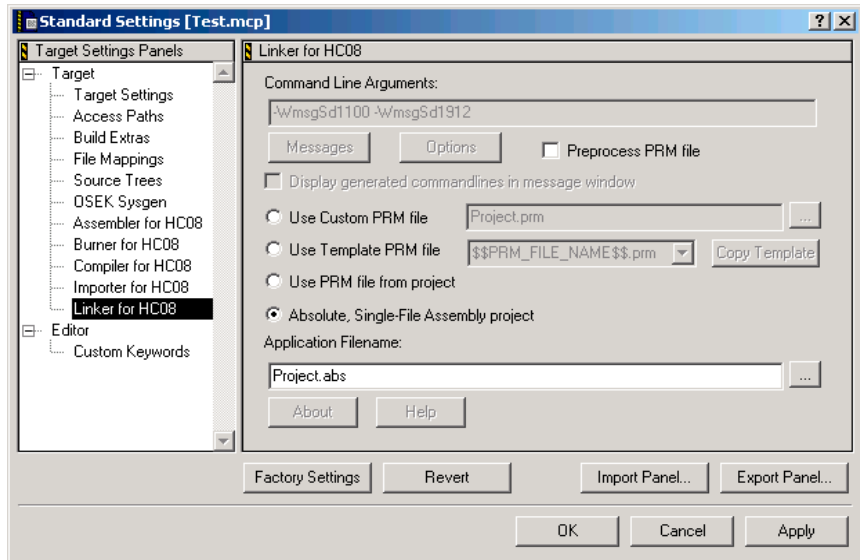 Standard Settings [Test.mcp]
Target Settings Panels
Target
Target Settings
Access Paths
Build Extras
File Mappings
Source Trees
OSEK Sysgen
Assembler for HC08
Burner for HC08
Compiler for HC08
Importer for HC08
Linker for HC08
Editor
Custom Keywords
Linker for HC08
Command Line Arguments:
-WmsgSd1100 -WmsgSd1912
Messages Options Preprocess PRM file
Display generated commandlines in message window
Use Custom PRM file Project.prm ...
Use Template PRM file $$PRM_FILE_NAME$$.prm Copy Template
Use PRM file from project
Absolute, Single-File Assembly project
Application Filename:
Project.abs ...
About Help
Factory Settings Revert Import Panel... Export Panel...
OK Cancel Apply